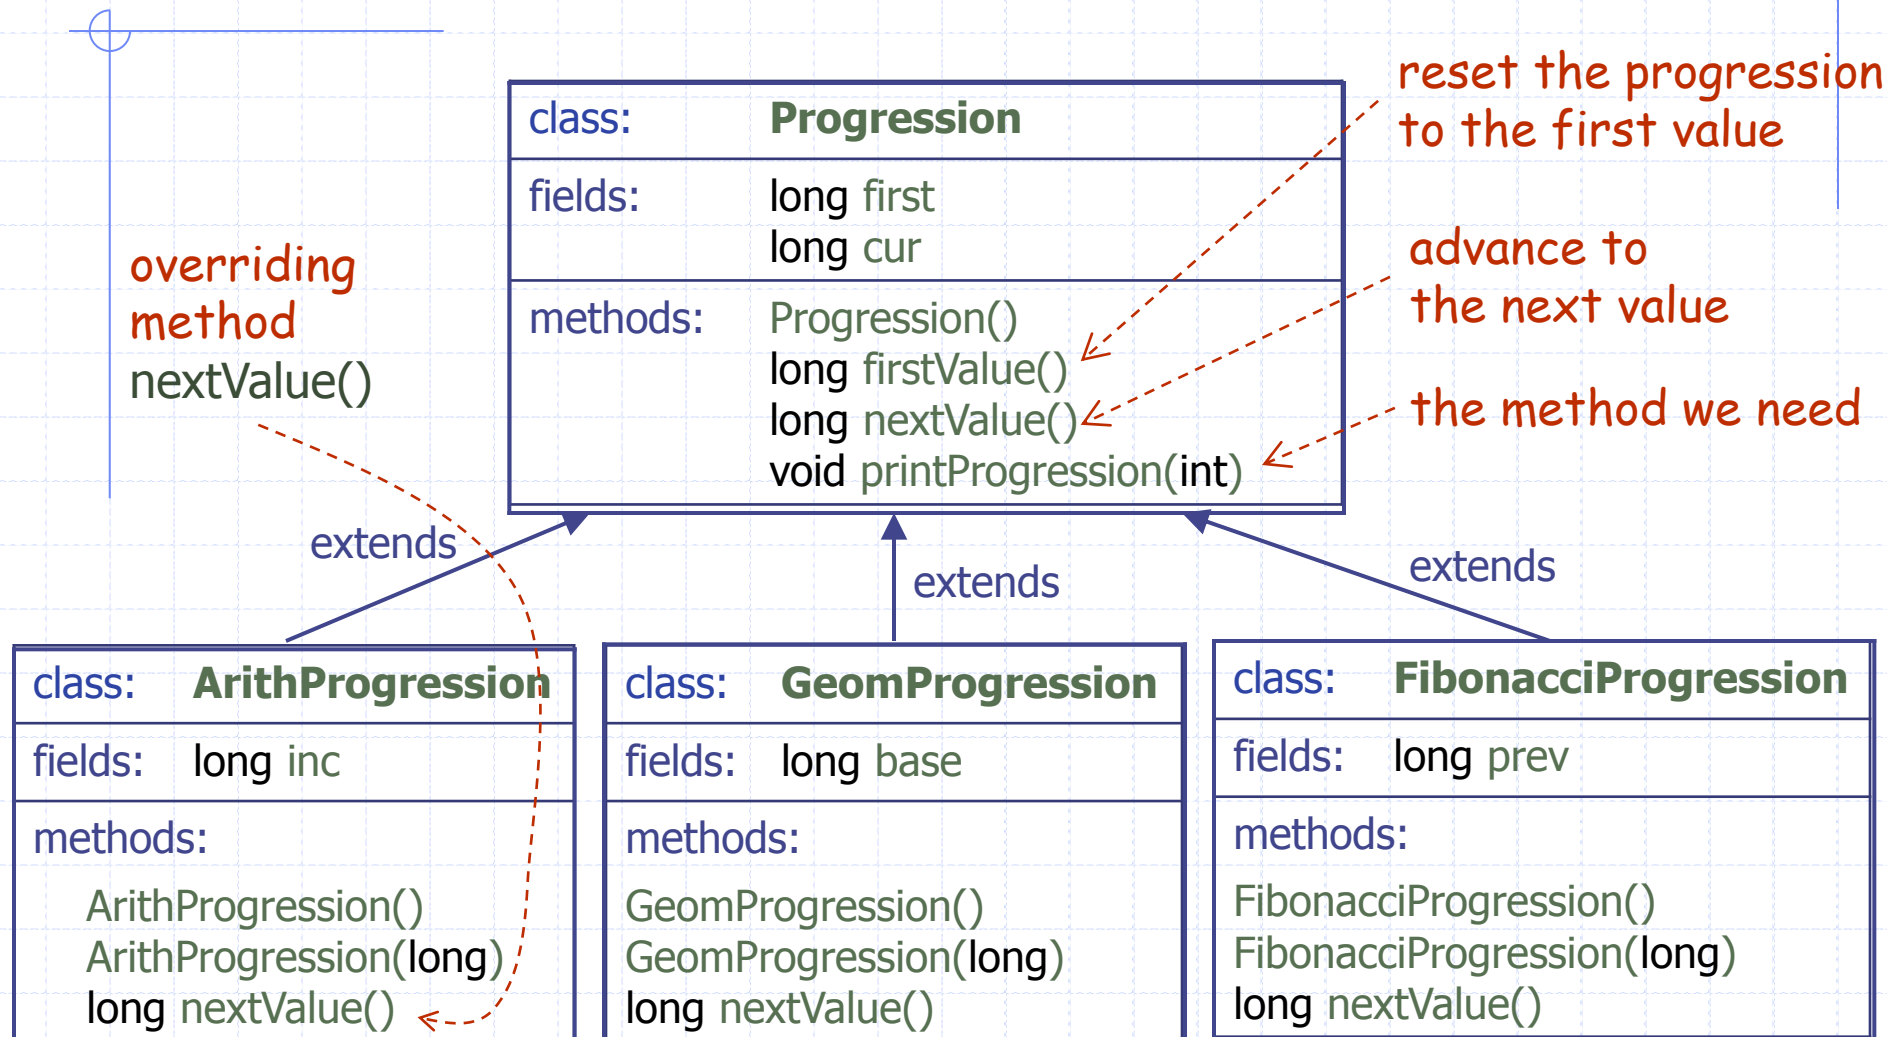 reset the progression
to the first value
class: Progression
fields: long first
long cur
advance to
the next value
overriding
method
nextValue()
methods: Progression()
long firstValue()
long nextValue()
void printProgression(int)
the method we need
extends
extends
extends
class: ArithProgression
fields: long inc
methods:
ArithProgression()
ArithProgression(long)
long nextValue()
class: GeomProgression
fields: long base
methods:
GeomProgression()
GeomProgression(long)
long nextValue()
class: FibonacciProgression
fields: long prev
methods:
FibonacciProgression()
FibonacciProgression(long)
long nextValue()